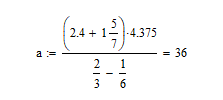 a := ((2.4 + 1 5/7)·4.375)/(2/3 − 1/6) = 36